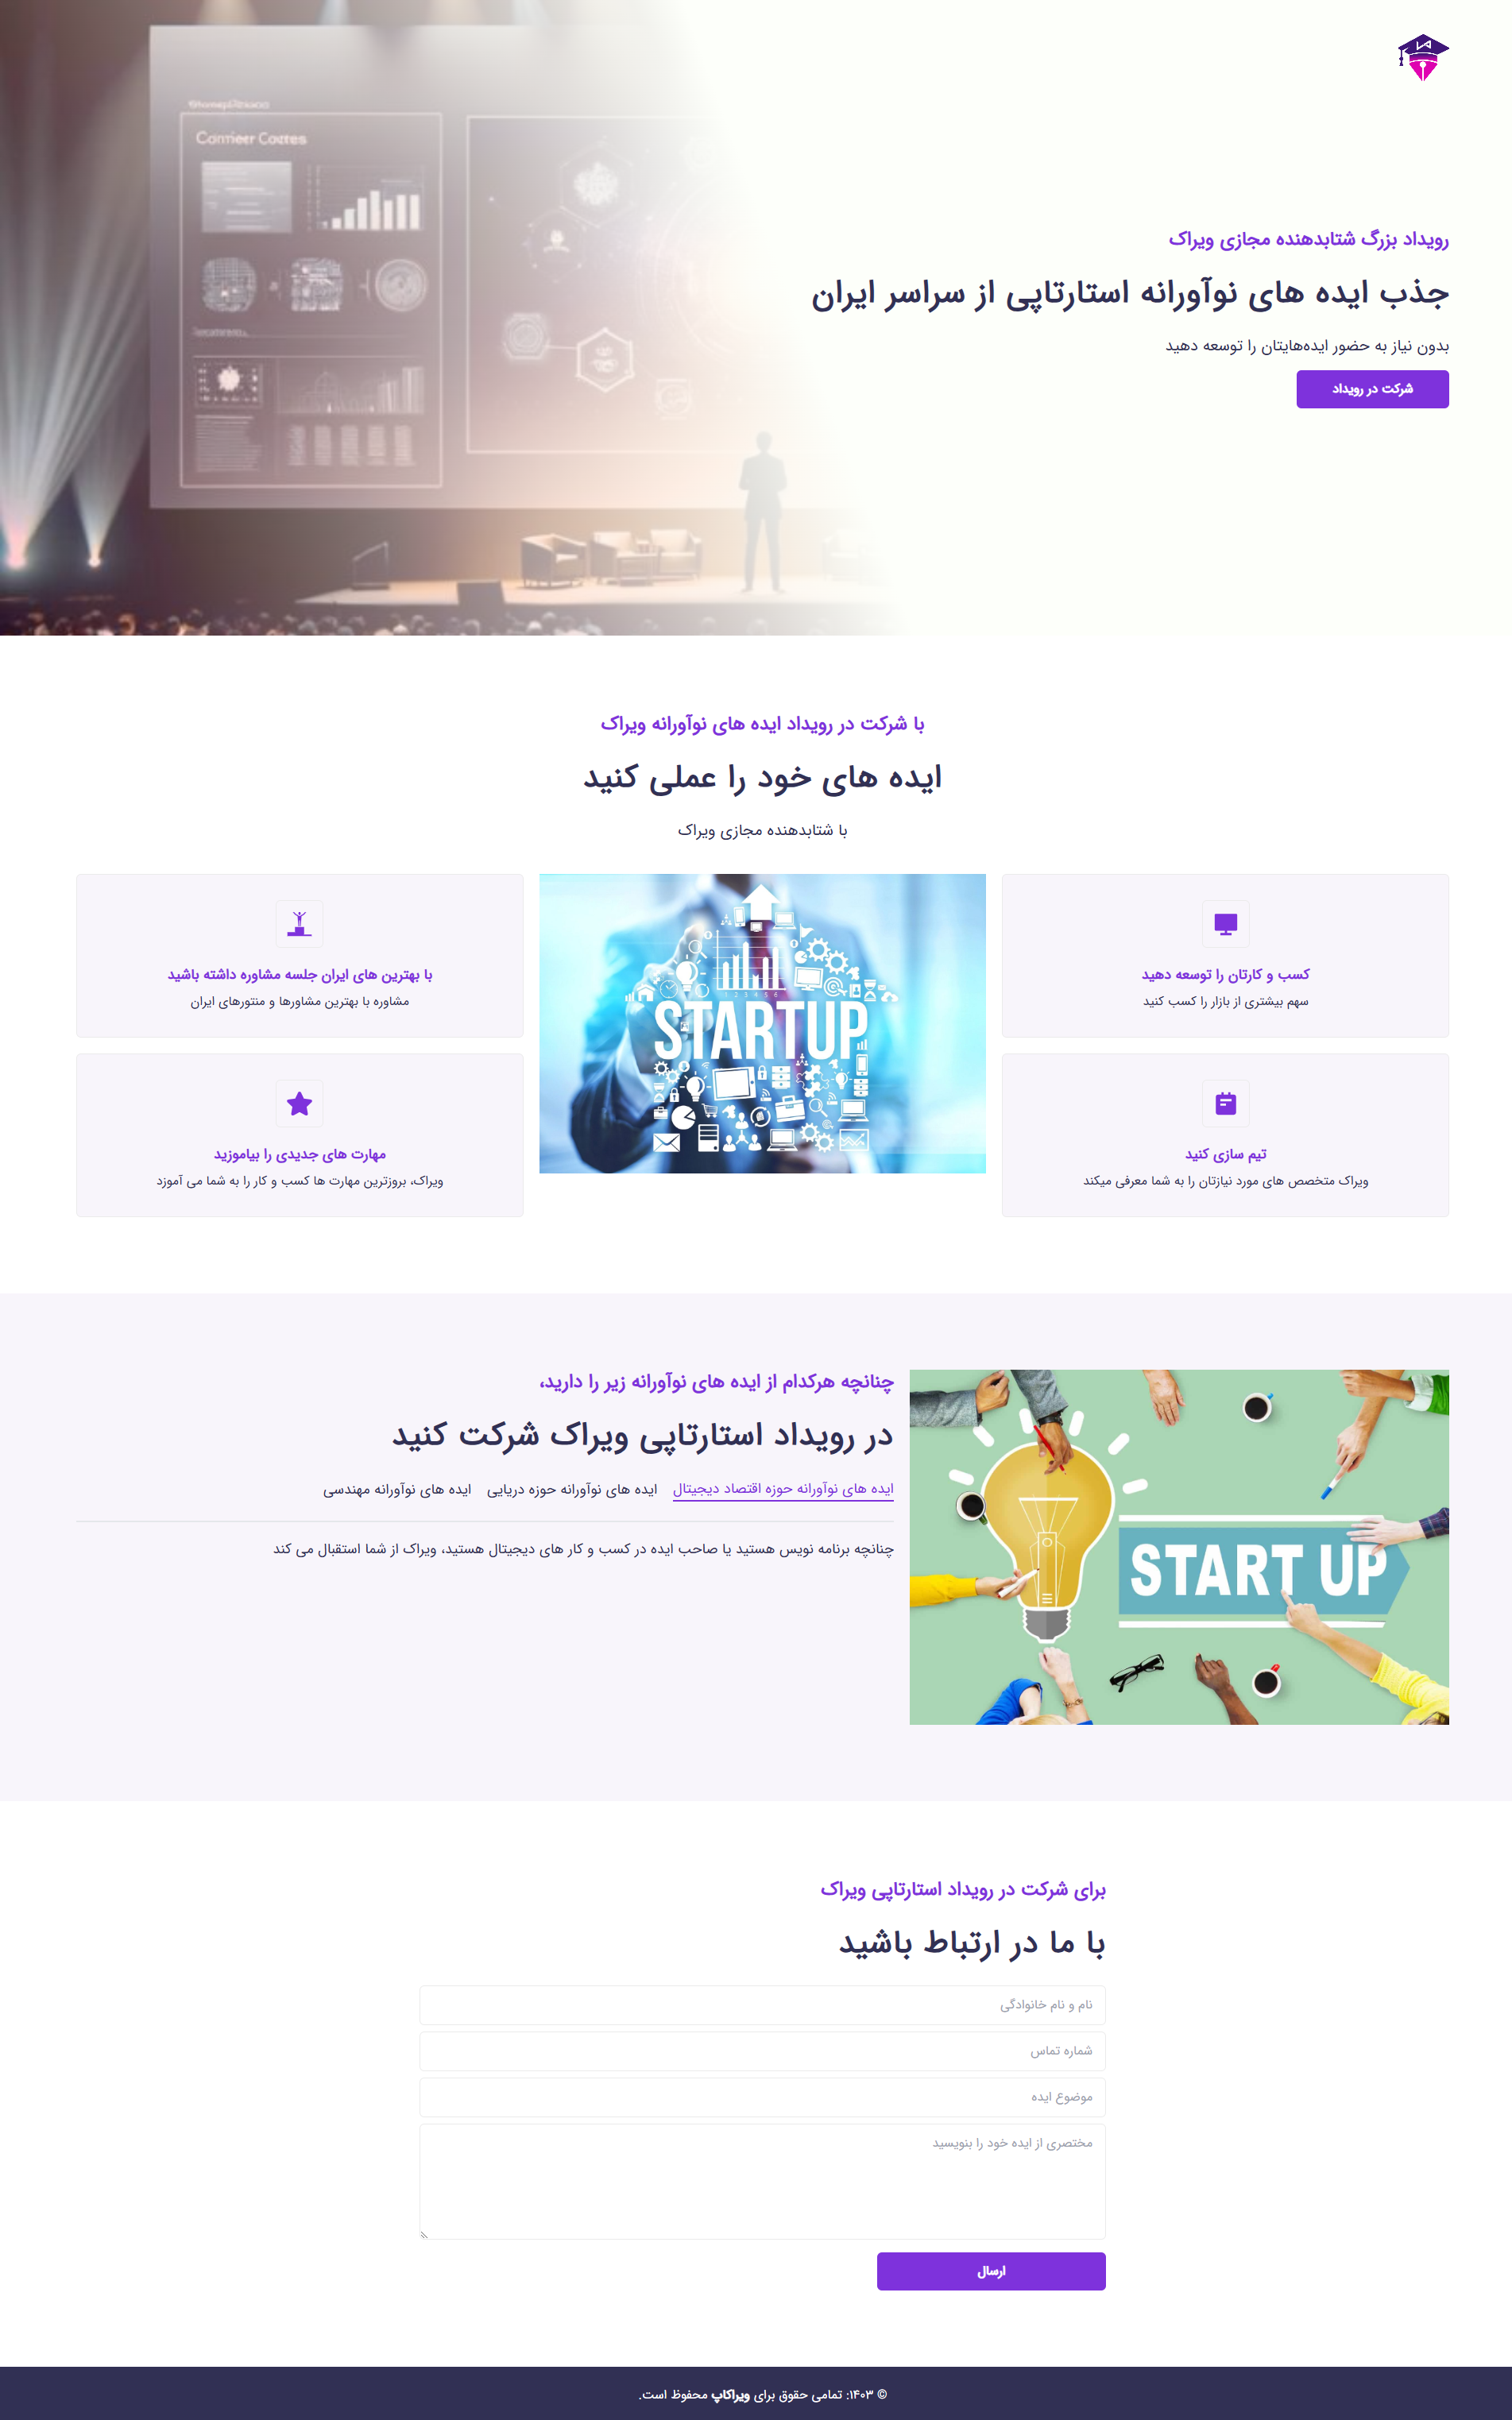 رویداد بزرگ شتابدهنده مجازی ویراک
جذب ایده های نوآورانه استارتاپی از سراسر ایران
بدون نیاز به حضور ایده‌هایتان را توسعه دهید
شرکت در رویداد
با شرکت در رویداد ایده های نوآورانه ویراک
ایده های خود را عملی کنید
با شتابدهنده مجازی ویراک
کسب و کارتان را توسعه دهید
سهم بیشتری از بازار را کسب کنید
تیم سازی کنید
ویراک متخصص های مورد نیازتان را به شما معرفی میکند
1 2 3 4 5 6
STARTUP
با بهترین های ایران جلسه مشاوره داشته باشید
مشاوره با بهترین مشاورها و منتورهای ایران
مهارت های جدیدی را بیاموزید
ویراک، بروزترین مهارت ها کسب و کار را به شما می آموزد
START UP
چنانچه هرکدام از ایده های نوآورانه زیر را دارید،
در رویداد استارتاپی ویراک شرکت کنید
ایده های نوآورانه حوزه اقتصاد دیجیتال ایده های نوآورانه حوزه دریایی ایده های نوآورانه مهندسی
چنانچه برنامه نویس هستید یا صاحب ایده در کسب و کار های دیجیتال هستید، ویراک از شما استقبال می کند
برای شرکت در رویداد استارتاپی ویراک
با ما در ارتباط باشید
نام و نام خانوادگی
شماره تماس
موضوع ایده
مختصری از ایده خود را بنویسید
ارسال
© ۱۴۰۳: تمامی حقوق برای ویراکاپ محفوظ است.